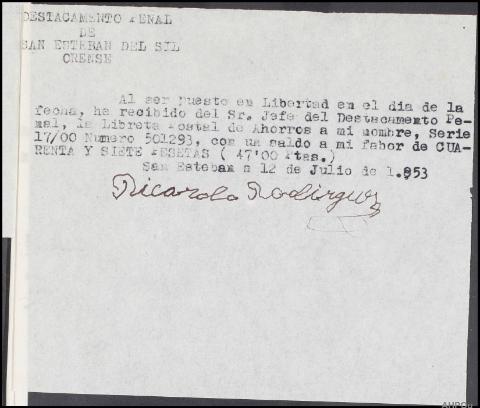 DESTACAMENTO PENAL
DE
SAN ESTEBAN DEL SIL
ORENSE
Al ser puesto en Libertad en el dia de la
fecha, he recibido del Sr. Jefe del Destacamento Pe-
nal, la Libreta Postal de Ahorros a mi nombre, Serie
17/00 Numero 501293, con un saldo a mi fabor de CUA-
RENTA Y SIETE PESETAS ( 47'00 Ptas.)
San Esteban a 12 de Julio de 1.953
Ricardo Rodriguez